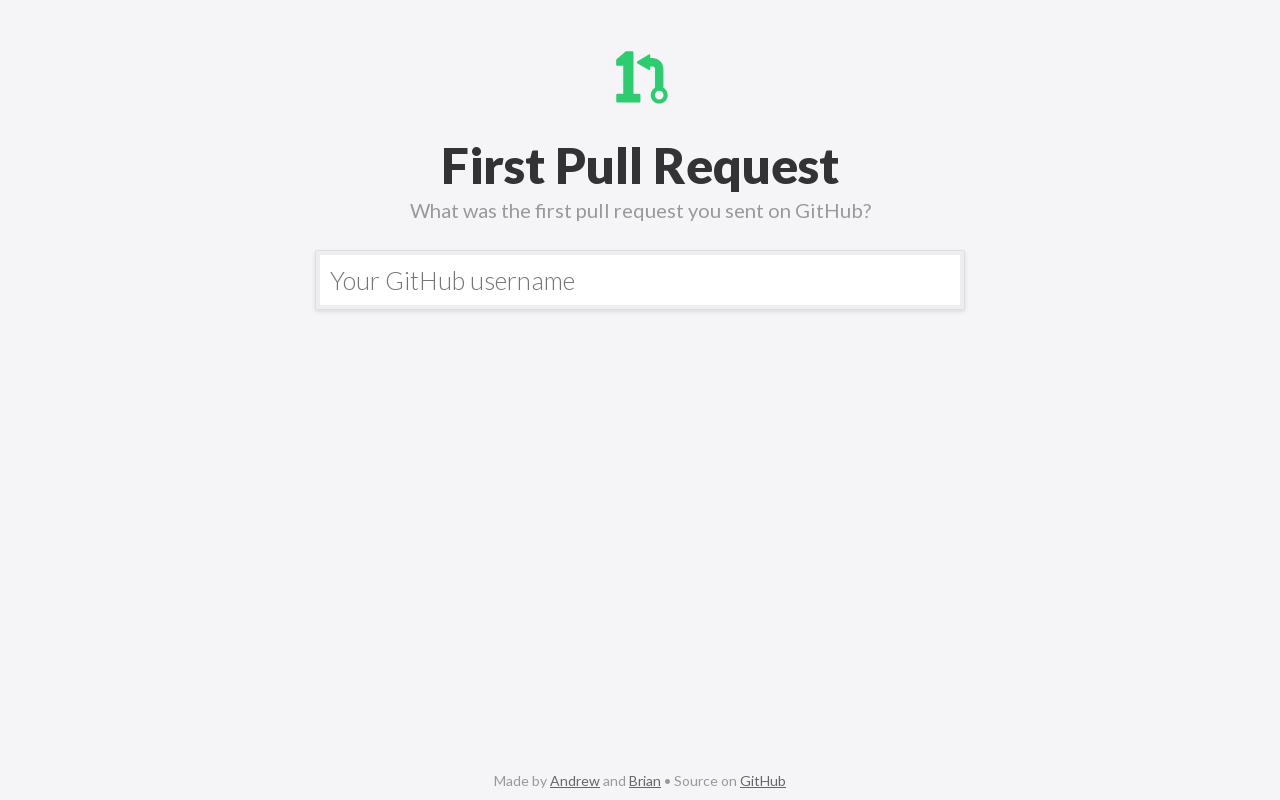 First Pull Request
What was the first pull request you sent on GitHub?
Your GitHub username
Made by Andrew and Brian • Source on GitHub